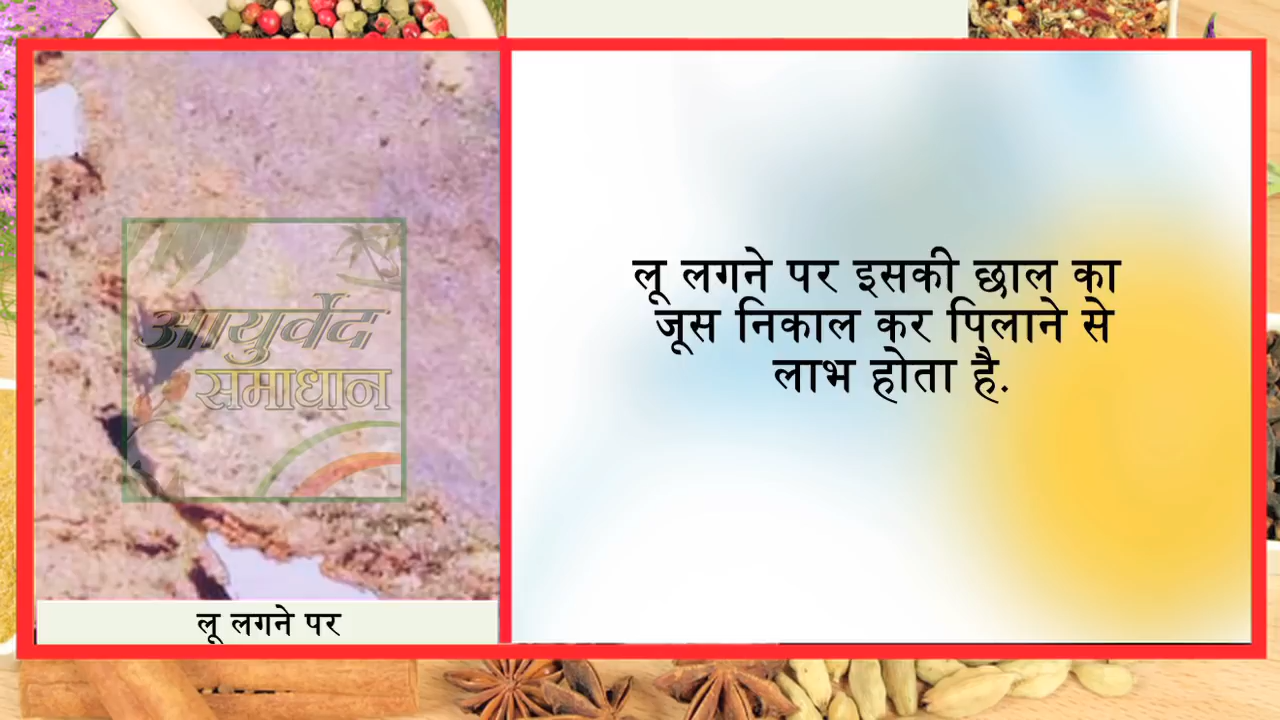 आयुर्वेद
समाधान
लू लगने पर
लू लगने पर इसकी छाल का
जूस निकाल कर पिलाने से
लाभ होता है.